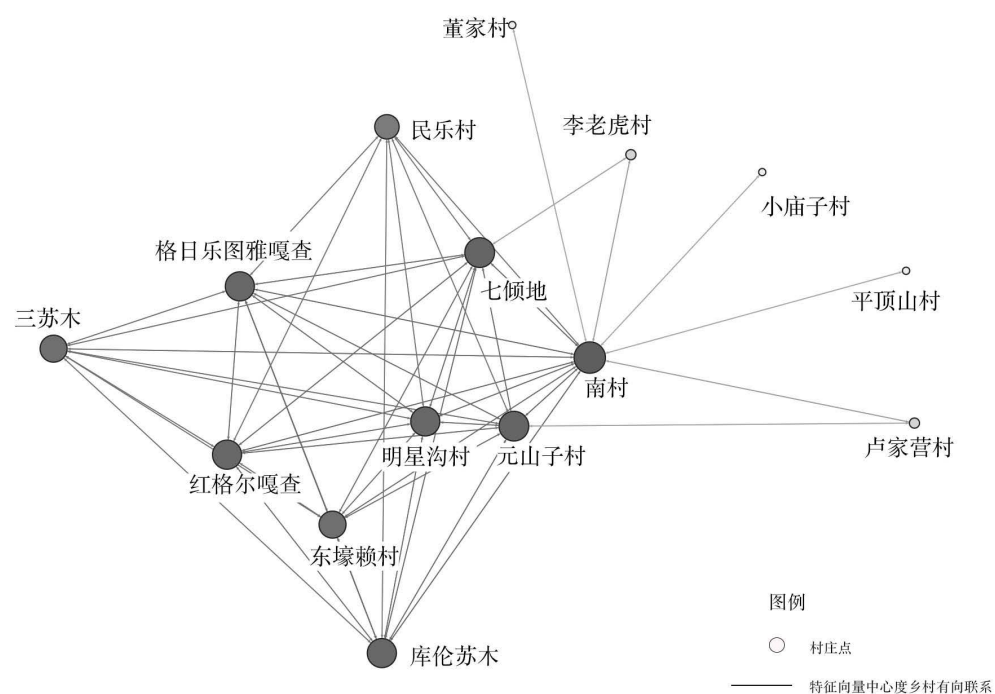 董家村
李老虎村
民乐村
小庙子村
格日乐图雅嘎查
七倾地
平顶山村
三苏木
南村
卢家营村
明星沟村
元山子村
红格尔嘎查
东壕赖村
库伦苏木
图例
村庄点
特征向量中心度乡村有向联系